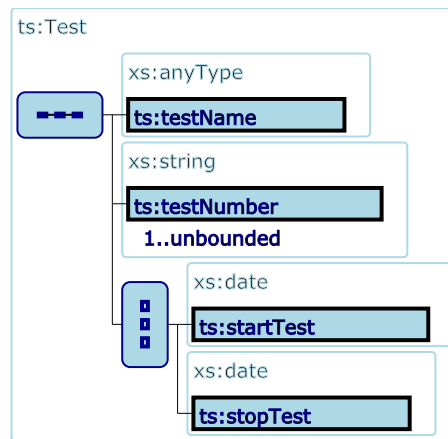 ts:Test
xs:anyType
ts:testName
xs:string
ts:testNumber
1..unbounded
xs:date
ts:startTest
xs:date
ts:stopTest